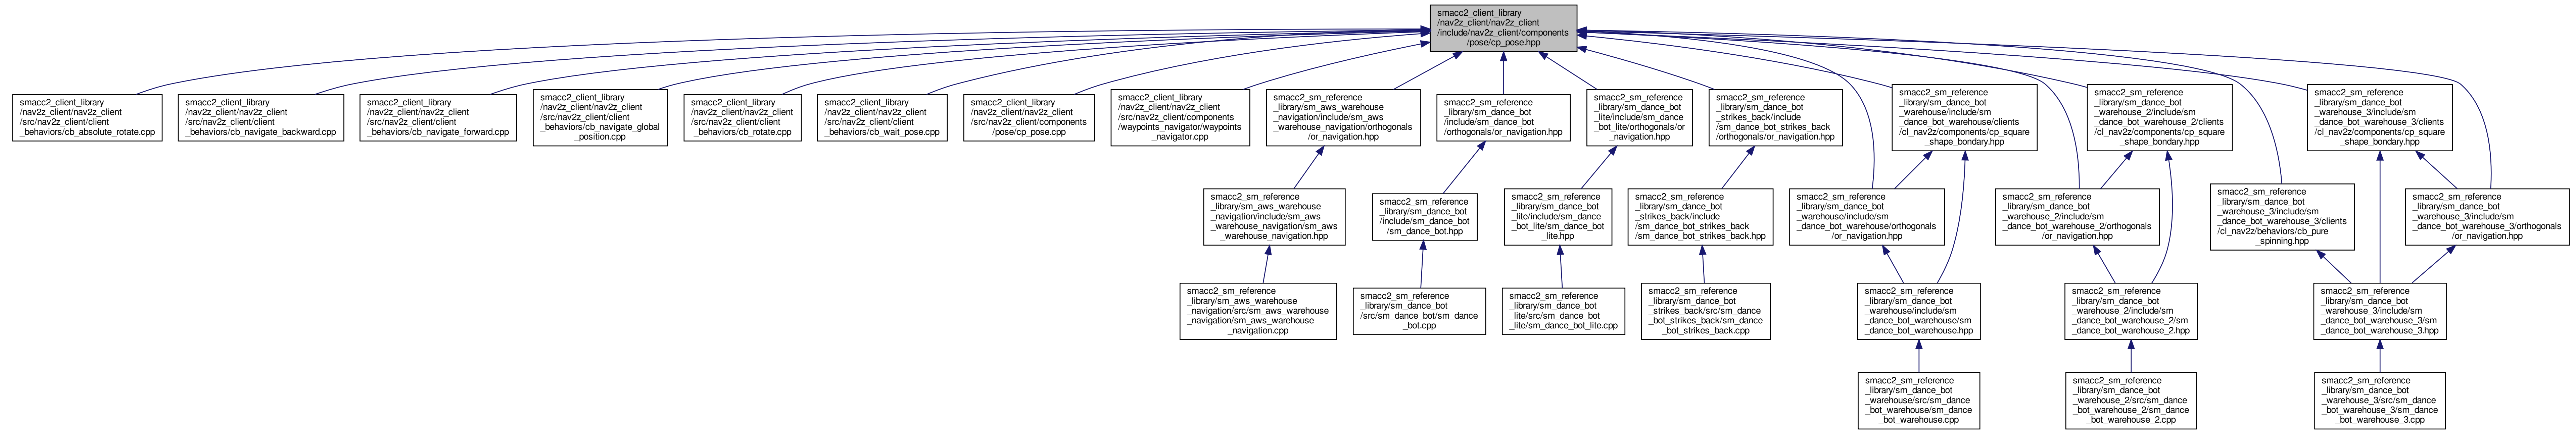 smacc2_client_library
/nav2z_client/nav2z_client
/include/nav2z_client/components
/pose/cp_pose.hpp
smacc2_client_library
/nav2z_client/nav2z_client
/src/nav2z_client/client
_behaviors/cb_absolute_rotate.cpp
smacc2_client_library
/nav2z_client/nav2z_client
/src/nav2z_client/client
_behaviors/cb_navigate_backward.cpp
smacc2_client_library
/nav2z_client/nav2z_client
/src/nav2z_client/client
_behaviors/cb_navigate_forward.cpp
smacc2_client_library
/nav2z_client/nav2z_client
/src/nav2z_client/client
_behaviors/cb_navigate_global
_position.cpp
smacc2_client_library
/nav2z_client/nav2z_client
/src/nav2z_client/client
_behaviors/cb_rotate.cpp
smacc2_client_library
/nav2z_client/nav2z_client
/src/nav2z_client/client
_behaviors/cb_wait_pose.cpp
smacc2_client_library
/nav2z_client/nav2z_client
/src/nav2z_client/components
/pose/cp_pose.cpp
smacc2_client_library
/nav2z_client/nav2z_client
/src/nav2z_client/components
/waypoints_navigator/waypoints
_navigator.cpp
smacc2_sm_reference
_library/sm_aws_warehouse
_navigation/include/sm_aws
_warehouse_navigation/orthogonals
/or_navigation.hpp
smacc2_sm_reference
_library/sm_dance_bot
/include/sm_dance_bot
/orthogonals/or_navigation.hpp
smacc2_sm_reference
_library/sm_dance_bot
_lite/include/sm_dance
_bot_lite/orthogonals/or
_navigation.hpp
smacc2_sm_reference
_library/sm_dance_bot
_strikes_back/include
/sm_dance_bot_strikes_back
/orthogonals/or_navigation.hpp
smacc2_sm_reference
_library/sm_dance_bot
_warehouse/include/sm
_dance_bot_warehouse/clients
/cl_nav2z/components/cp_square
_shape_bondary.hpp
smacc2_sm_reference
_library/sm_dance_bot
_warehouse_2/include/sm
_dance_bot_warehouse_2/clients
/cl_nav2z/components/cp_square
_shape_bondary.hpp
smacc2_sm_reference
_library/sm_dance_bot
_warehouse_3/include/sm
_dance_bot_warehouse_3/clients
/cl_nav2z/components/cp_square
_shape_bondary.hpp
smacc2_sm_reference
_library/sm_aws_warehouse
_navigation/include/sm_aws
_warehouse_navigation/sm_aws
_warehouse_navigation.hpp
smacc2_sm_reference
_library/sm_dance_bot
/include/sm_dance_bot
/sm_dance_bot.hpp
smacc2_sm_reference
_library/sm_dance_bot
_lite/include/sm_dance
_bot_lite/sm_dance_bot
_lite.hpp
smacc2_sm_reference
_library/sm_dance_bot
_strikes_back/include
/sm_dance_bot_strikes_back
/sm_dance_bot_strikes_back.hpp
smacc2_sm_reference
_library/sm_dance_bot
_warehouse/include/sm
_dance_bot_warehouse/orthogonals
/or_navigation.hpp
smacc2_sm_reference
_library/sm_dance_bot
_warehouse_2/include/sm
_dance_bot_warehouse_2/orthogonals
/or_navigation.hpp
smacc2_sm_reference
_library/sm_dance_bot
_warehouse_3/include/sm
_dance_bot_warehouse_3/clients
/cl_nav2z/behaviors/cb_pure
_spinning.hpp
smacc2_sm_reference
_library/sm_dance_bot
_warehouse_3/include/sm
_dance_bot_warehouse_3/orthogonals
/or_navigation.hpp
smacc2_sm_reference
_library/sm_aws_warehouse
_navigation/src/sm_aws_warehouse
_navigation/sm_aws_warehouse
_navigation.cpp
smacc2_sm_reference
_library/sm_dance_bot
/src/sm_dance_bot/sm_dance
_bot.cpp
smacc2_sm_reference
_library/sm_dance_bot
_lite/src/sm_dance_bot
_lite/sm_dance_bot_lite.cpp
smacc2_sm_reference
_library/sm_dance_bot
_strikes_back/src/sm_dance
_bot_strikes_back/sm_dance
_bot_strikes_back.cpp
smacc2_sm_reference
_library/sm_dance_bot
_warehouse/include/sm
_dance_bot_warehouse/sm
_dance_bot_warehouse.hpp
smacc2_sm_reference
_library/sm_dance_bot
_warehouse_2/include/sm
_dance_bot_warehouse_2/sm
_dance_bot_warehouse_2.hpp
smacc2_sm_reference
_library/sm_dance_bot
_warehouse_3/include/sm
_dance_bot_warehouse_3/sm
_dance_bot_warehouse_3.hpp
smacc2_sm_reference
_library/sm_dance_bot
_warehouse/src/sm_dance
_bot_warehouse/sm_dance
_bot_warehouse.cpp
smacc2_sm_reference
_library/sm_dance_bot
_warehouse_2/src/sm_dance
_bot_warehouse_2/sm_dance
_bot_warehouse_2.cpp
smacc2_sm_reference
_library/sm_dance_bot
_warehouse_3/src/sm_dance
_bot_warehouse_3/sm_dance
_bot_warehouse_3.cpp